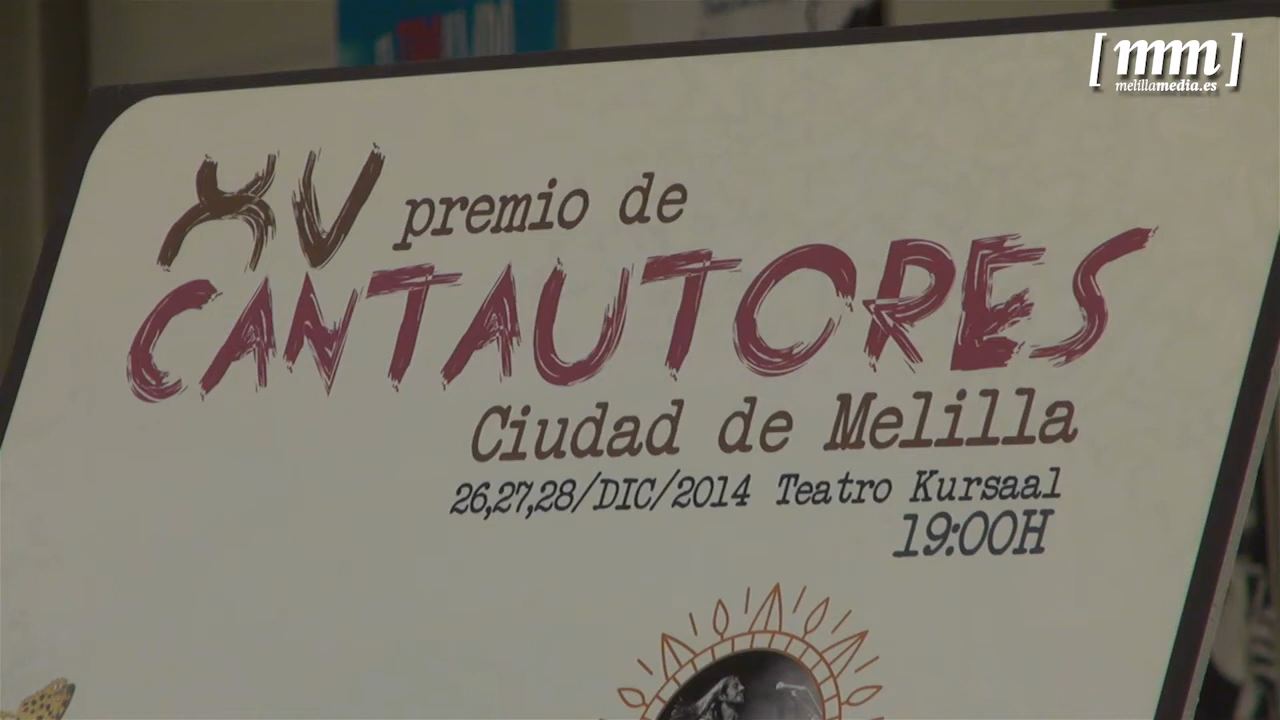 [mm]
melillamedia.es
XV premio de
CANTAUTORES
Ciudad de Melilla
26,27,28/DIC/2014 Teatro Kursaal
19:00H